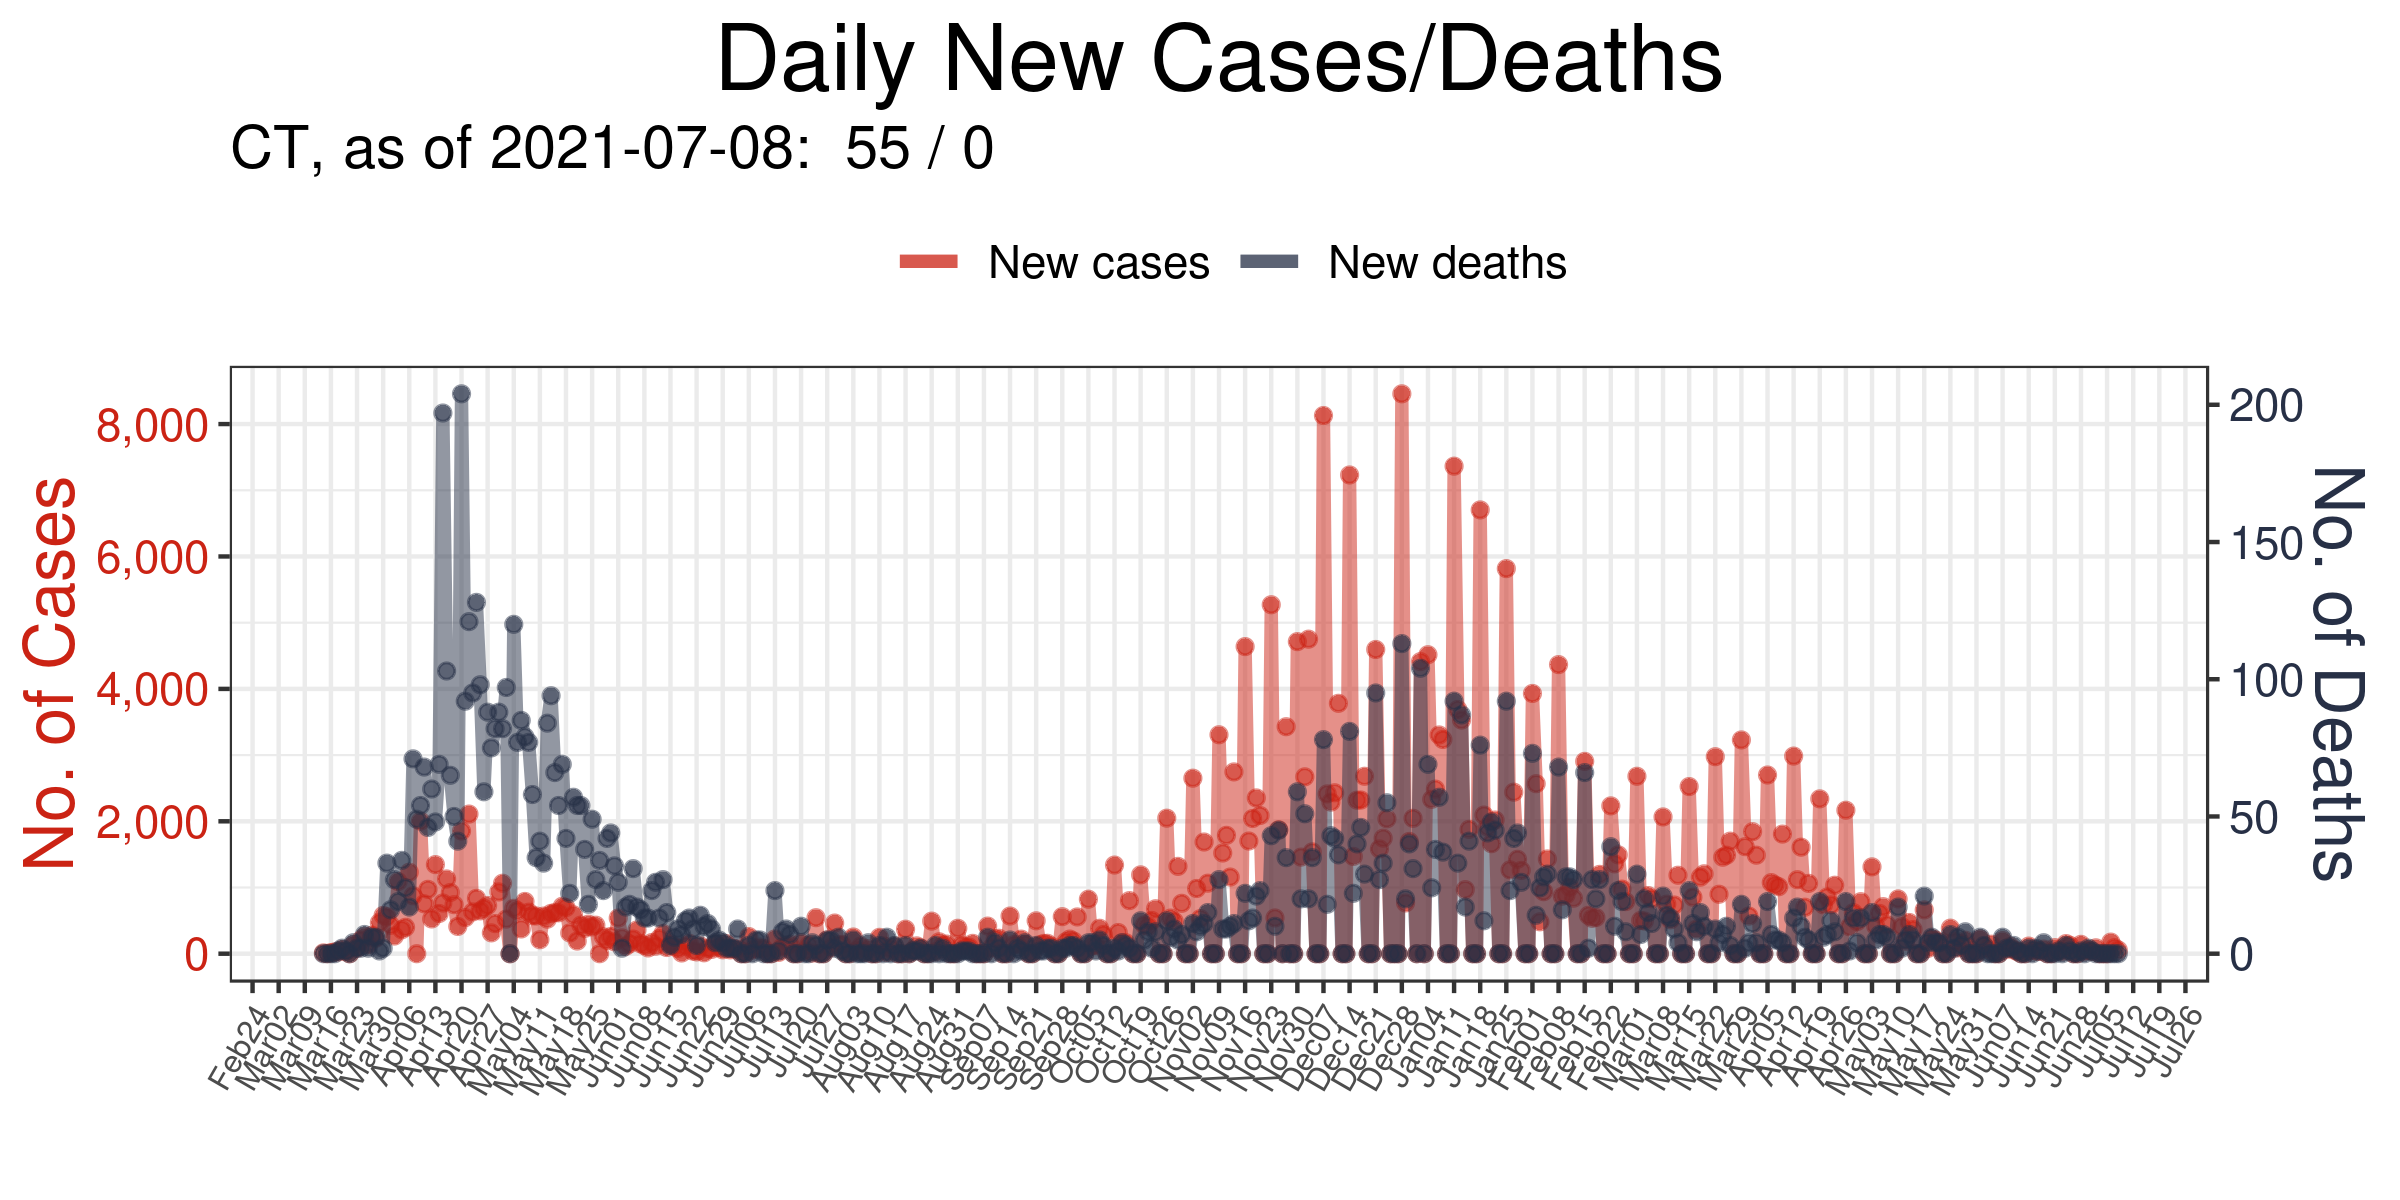 Daily New Cases/Deaths
CT, as of 2021-07-08:  55 / 0
New cases
New deaths
No. of Cases
8,000
6,000
4,000
2,000
0
200
150
100
50
0
No. of Deaths
Feb24
Mar02
Mar09
Mar16
Mar23
Mar30
Apr06
Apr13
Apr20
Apr27
May04
May11
May18
May25
Jun01
Jun08
Jun15
Jun22
Jun29
Jul06
Jul13
Jul20
Jul27
Aug03
Aug10
Aug17
Aug24
Aug31
Sep07
Sep14
Sep21
Sep28
Oct05
Oct12
Oct19
Oct26
Nov02
Nov09
Nov16
Nov23
Nov30
Dec07
Dec14
Dec21
Dec28
Jan04
Jan11
Jan18
Jan25
Feb01
Feb08
Feb15
Feb22
Mar01
Mar08
Mar15
Mar22
Mar29
Apr05
Apr12
Apr19
Apr26
May03
May10
May17
May24
May31
Jun07
Jun14
Jun21
Jun28
Jul05
Jul12
Jul19
Jul26